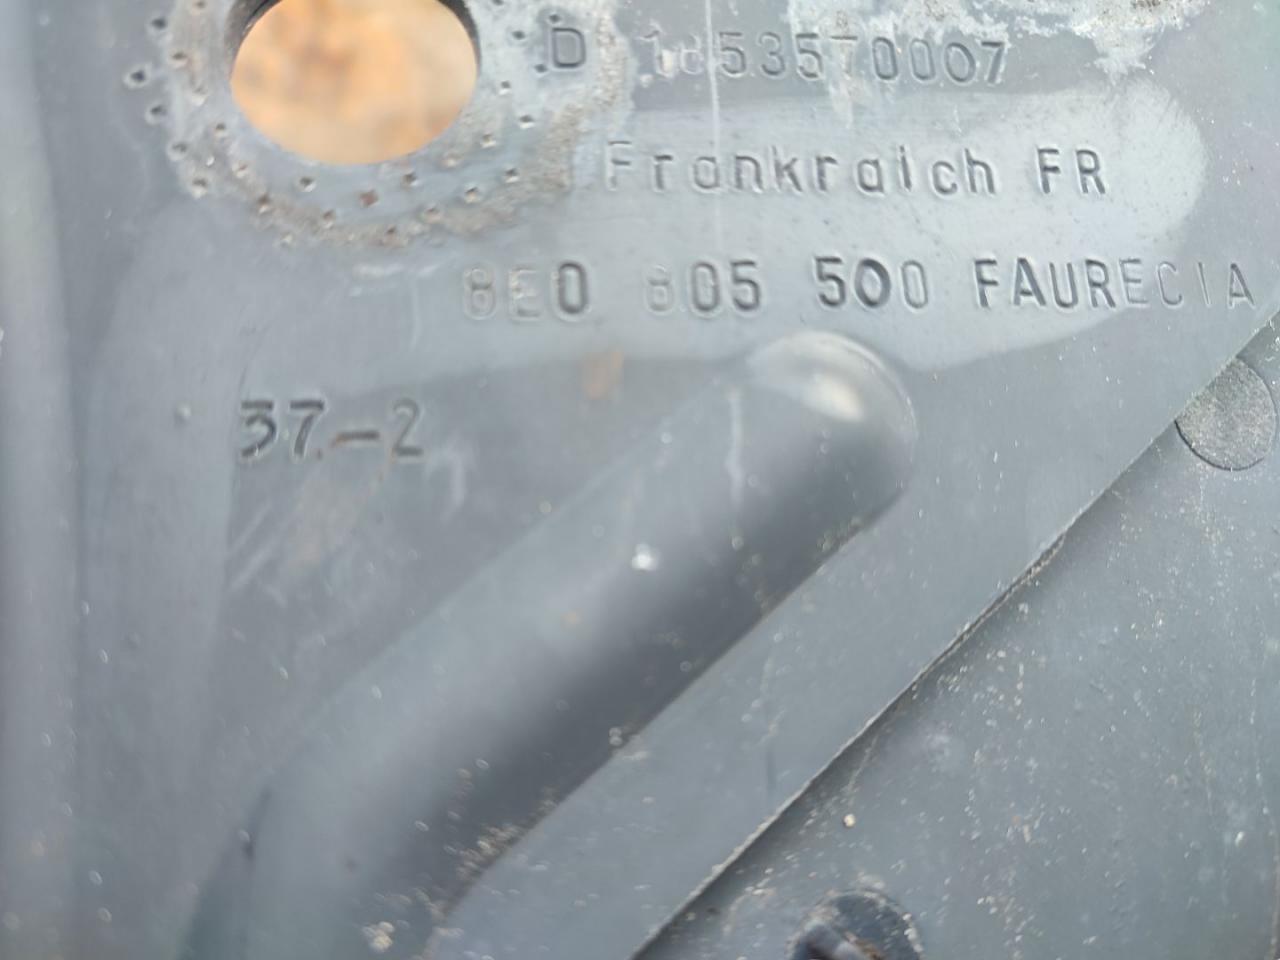 D 1853570007
Frankraich FR
8E0 805 500 FAURECIA
37.-2